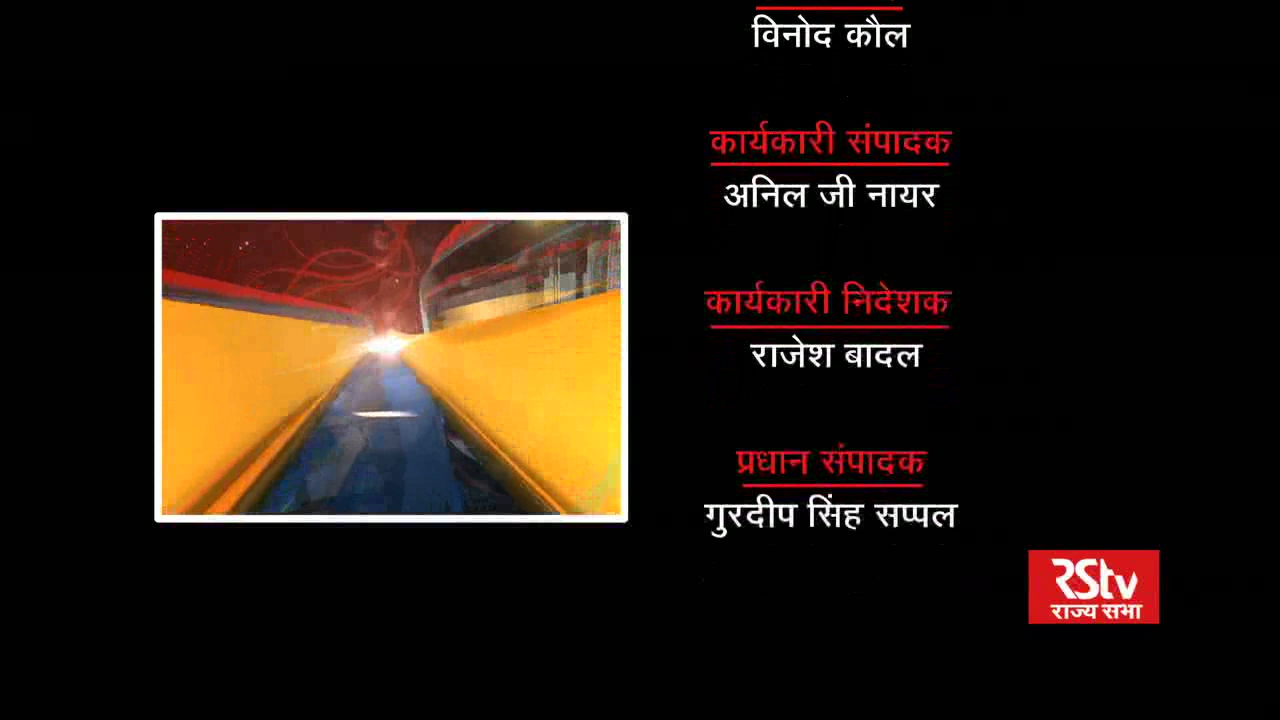 विनोद कौल
कार्यकारी संपादक
अनिल जी नायर
कार्यकारी निदेशक
राजेश बादल
प्रधान संपादक
गुरदीप सिंह सप्पल
RStv
राज्य सभा